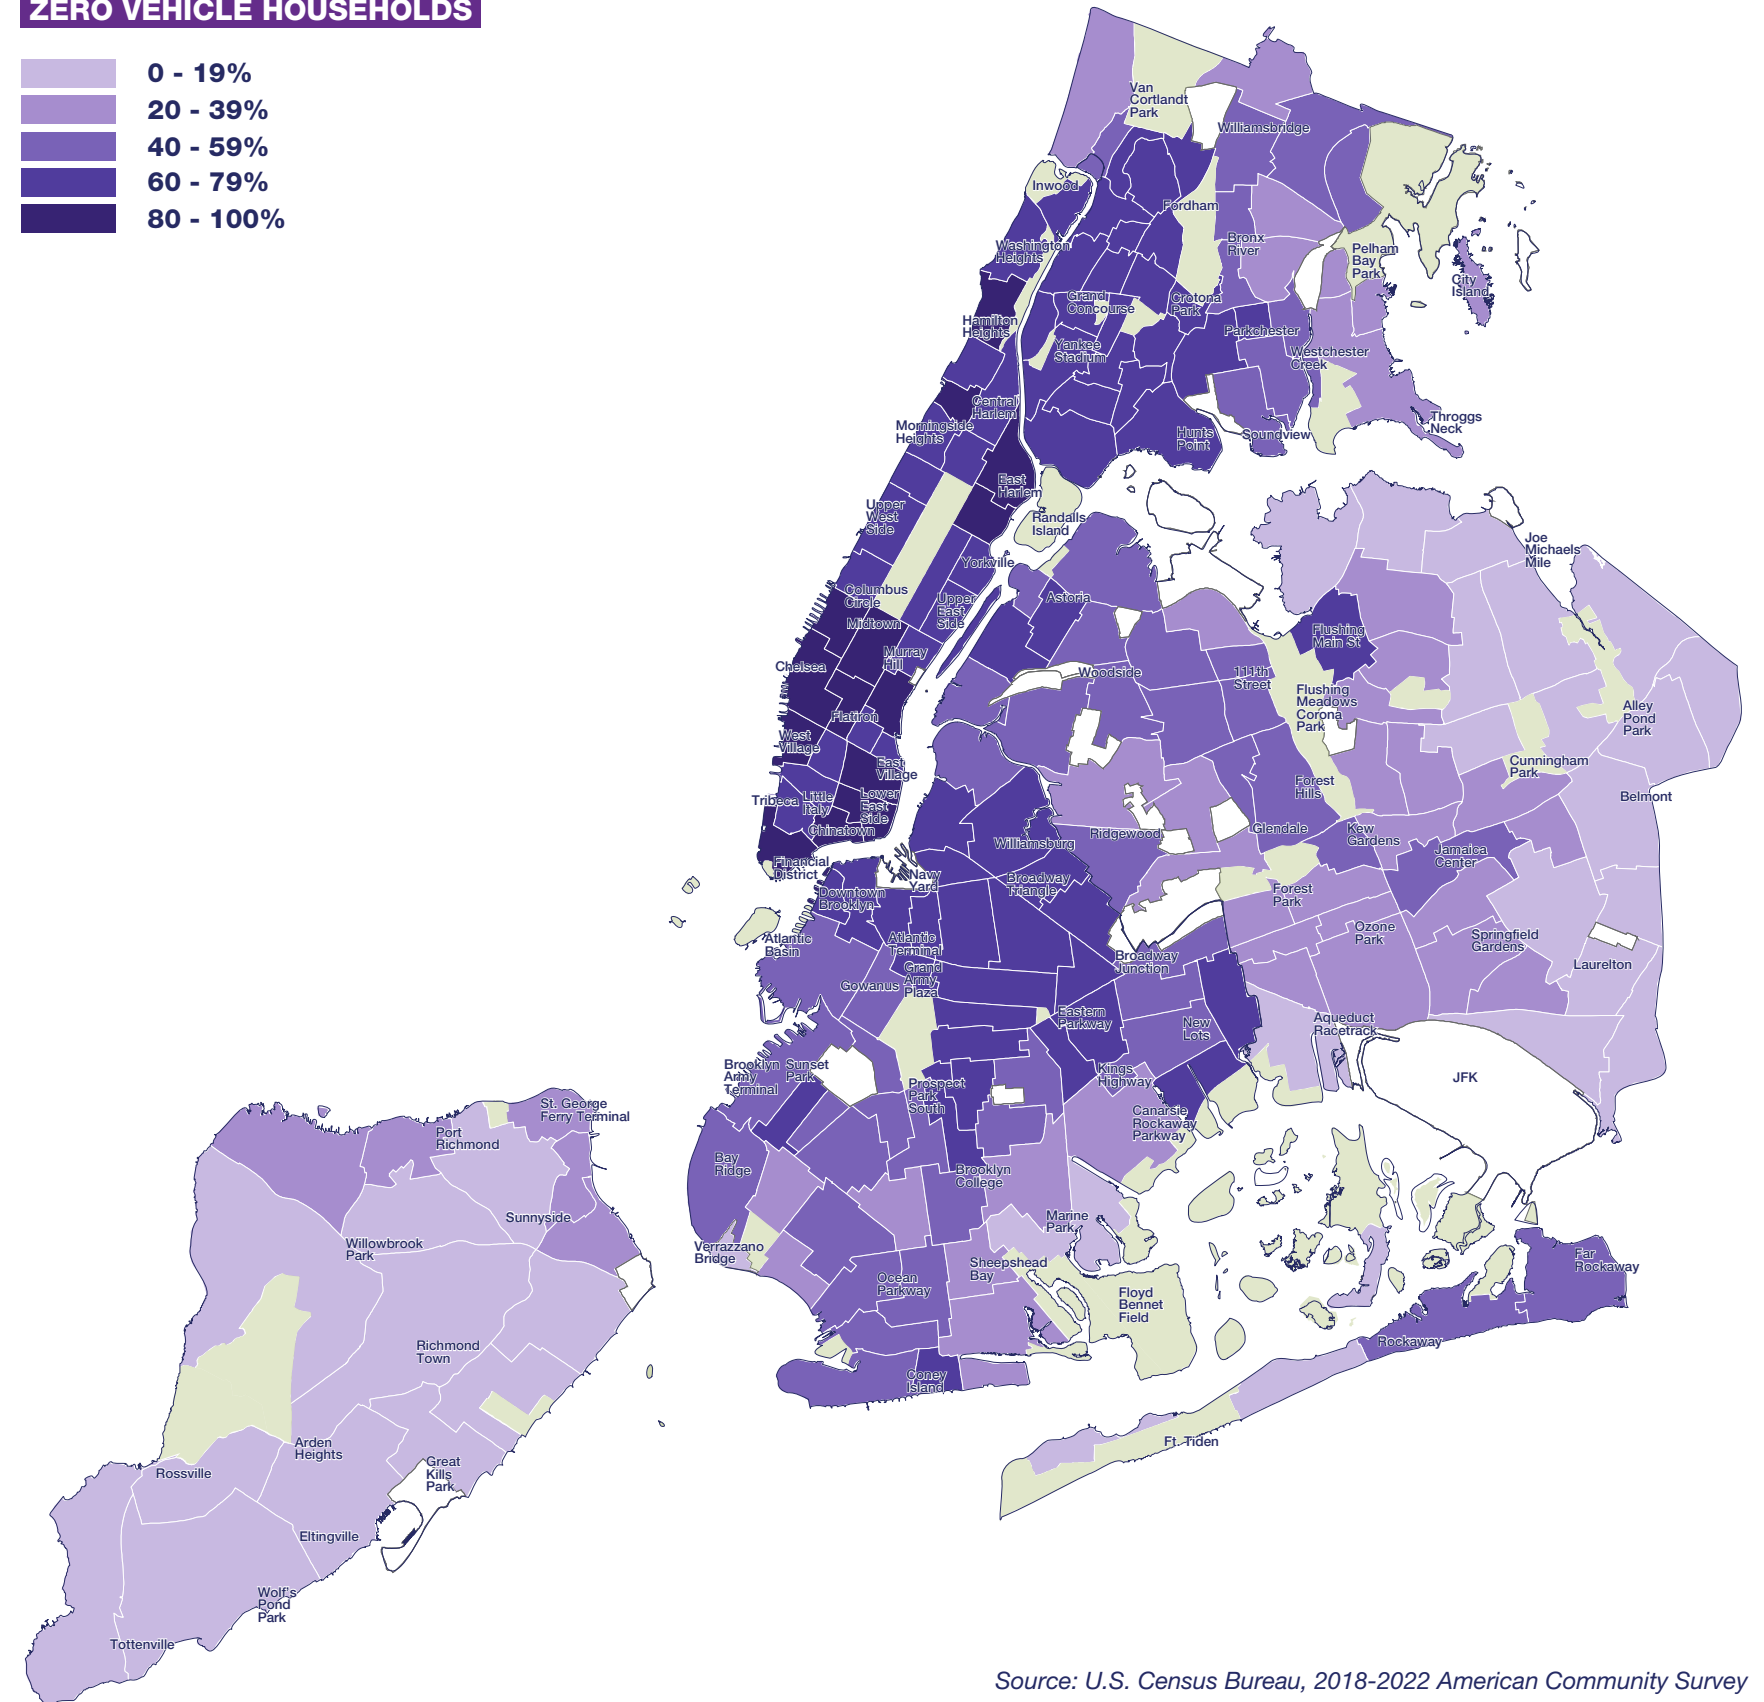 ZERO VEHICLE HOUSEHOLDS
0 - 19%
20 - 39%
40 - 59%
60 - 79%
80 - 100%
Van
Cortlandt
Park
Williamsbridge
Inwood
Fordham
Washington
Heights
Bronx
River
Pelham
Bay
Park
City
Island
Grand
Concourse
Crotona
Park
Hamilton
Heights
Parkchester
Yankee
Stadium
Westchester
Creek
Central
Harlem
Morningside
Heights
Throggs
Neck
Hunts
Point
Soundview
East
Harlem
Upper
West
Side
Randalls
Island
Joe
Michaels
Mile
Yorkville
Columbus
Circle
Upper
East
Side
Astoria
Midtown
Flushing
Main St
Murray
Hill
Chelsea
Woodside
111th
Street
Flushing
Meadows
Corona
Park
Alley
Pond
Park
Flatiron
West
Village
East
Village
Cunningham
Park
Forest
Hills
Belmont
Tribeca
Little
Italy
Lower
East
Side
Chinatown
Ridgewood
Glendale
Kew
Gardens
Williamsburg
Jamaica
Center
Financial
District
Navy
Yard
Broadway
Triangle
Downtown
Brooklyn
Forest
Park
Atlantic
Basin
Atlantic
Terminal
Ozone
Park
Springfield
Gardens
Broadway
Junction
Laurelton
Gowanus
Grand
Army
Plaza
Eastern
Parkway
New
Lots
Aqueduct
Racetrack
Brooklyn
Army
Terminal
Sunset
Park
Kings
Highway
JFK
Prospect
Park
South
Canarsie
Rockaway
Parkway
St. George
Ferry Terminal
Port
Richmond
Bay
Ridge
Brooklyn
College
Sunnyside
Marine
Park
Willowbrook
Park
Verrazzano
Bridge
Sheepshead
Bay
Far
Rockaway
Ocean
Parkway
Floyd
Bennet
Field
Richmond
Town
Rockaway
Coney
Island
Ft. Tiden
Arden
Heights
Great
Kills
Park
Rossville
Eltingville
Wolf's
Pond
Park
Tottenville
Source: U.S. Census Bureau, 2018-2022 American Community Survey